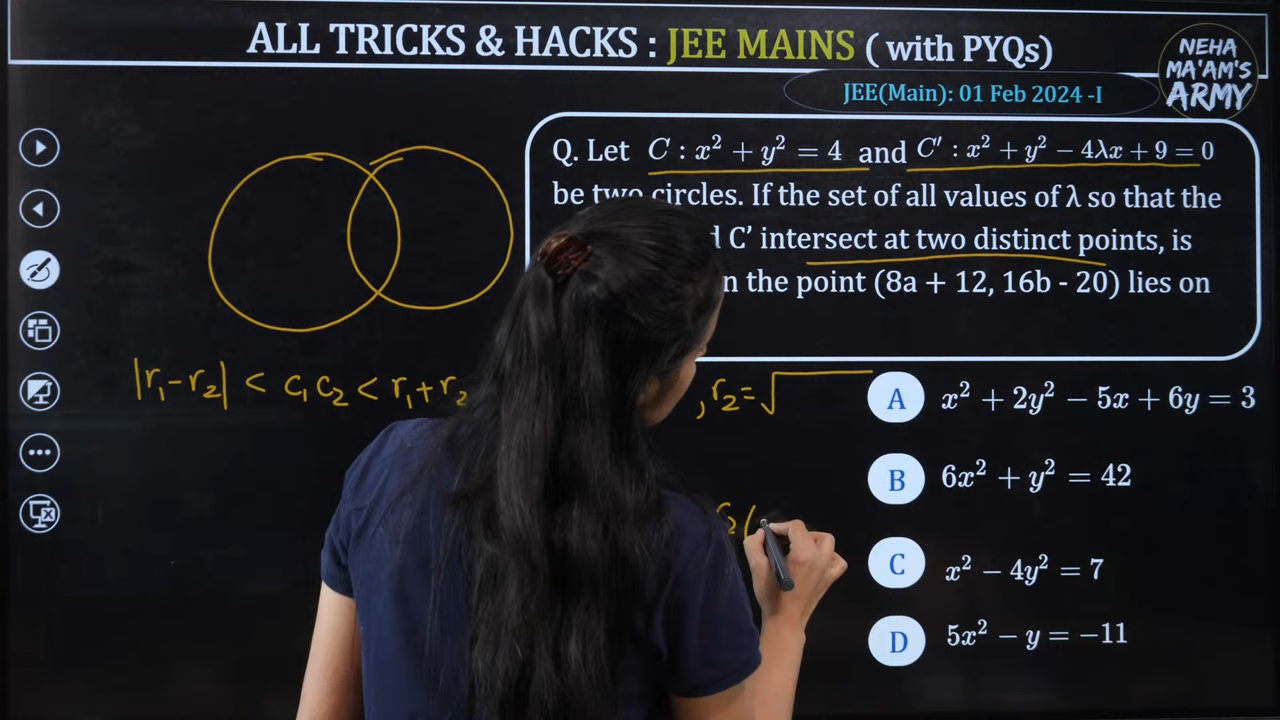 ALL TRICKS & HACKS : JEE MAINS ( with PYQs)
NEHA
MA'AM'S
ARMY
JEE(Main): 01 Feb 2024 -I
Q. Let C : x² + y² = 4 and C' : x² + y² − 4λx + 9 = 0
be two circles. If the set of all values of λ so that the
C' intersect at two distinct points, is
the point (8a + 12, 16b - 20) lies on
|r₁-r₂| < c₁c₂ < r₁+r₂
, r₂=√
A x² + 2y² − 5x + 6y = 3
B 6x² + y² = 42
C x² − 4y² = 7
D 5x² − y = −11